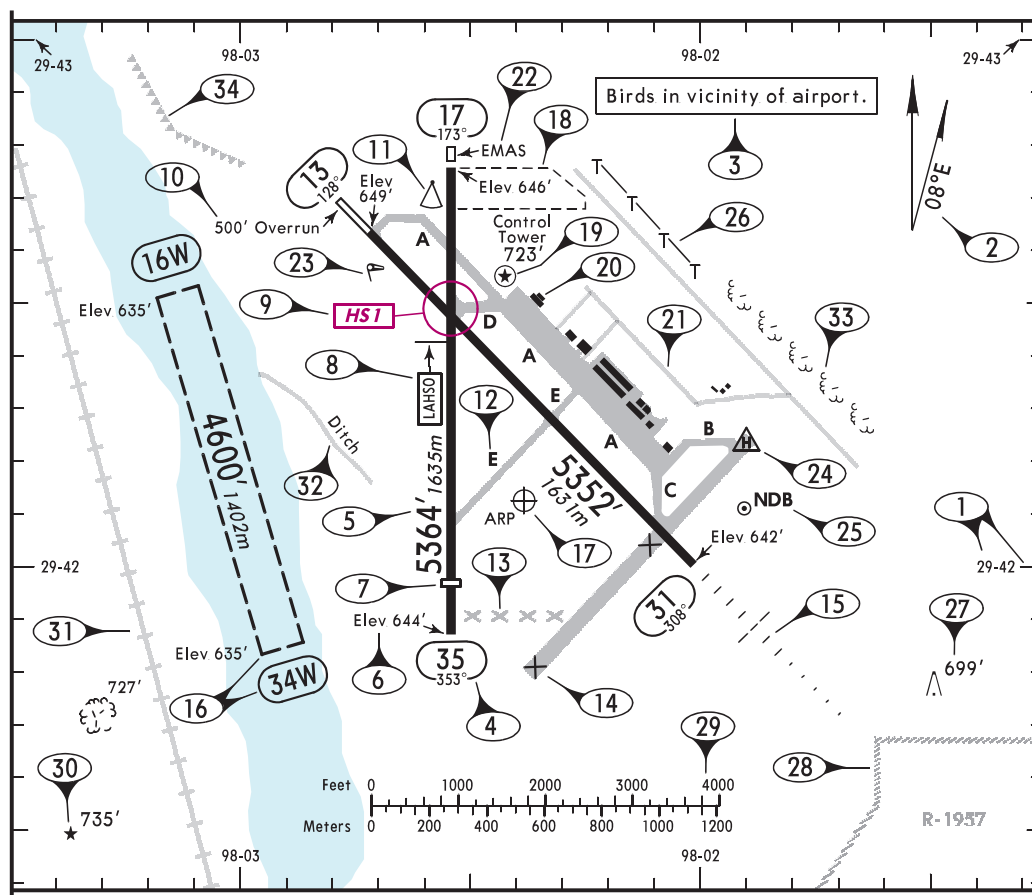 98-03
98-02
29-43
29-43
34
22
17
173°
EMAS
18
Birds in vicinity of airport.
3
11
Elev 646'
10
13
128°
Elev
649'
500' Overrun
Control
Tower
723'
19
26
08°E
2
16W
23
A
20
Elev 635'
9
HS1
D
21
33
8
LAHSO
A
12
E
B
H
24
4600'
1402m
Ditch
32
5
5364'
1635m
E
A
5352'
1631m
C
ARP
17
NDB
25
1
29-42
7
13
Elev 642'
29-42
31
Elev 635'
Elev 644'
31
308°
15
27
16
34W
6
35
353°
14
699'
727'
4
29
30
735'
Feet
0
1000
2000
3000
4000
28
Meters
0
200
400
600
800
1000
1200
R-1957
98-03
98-02